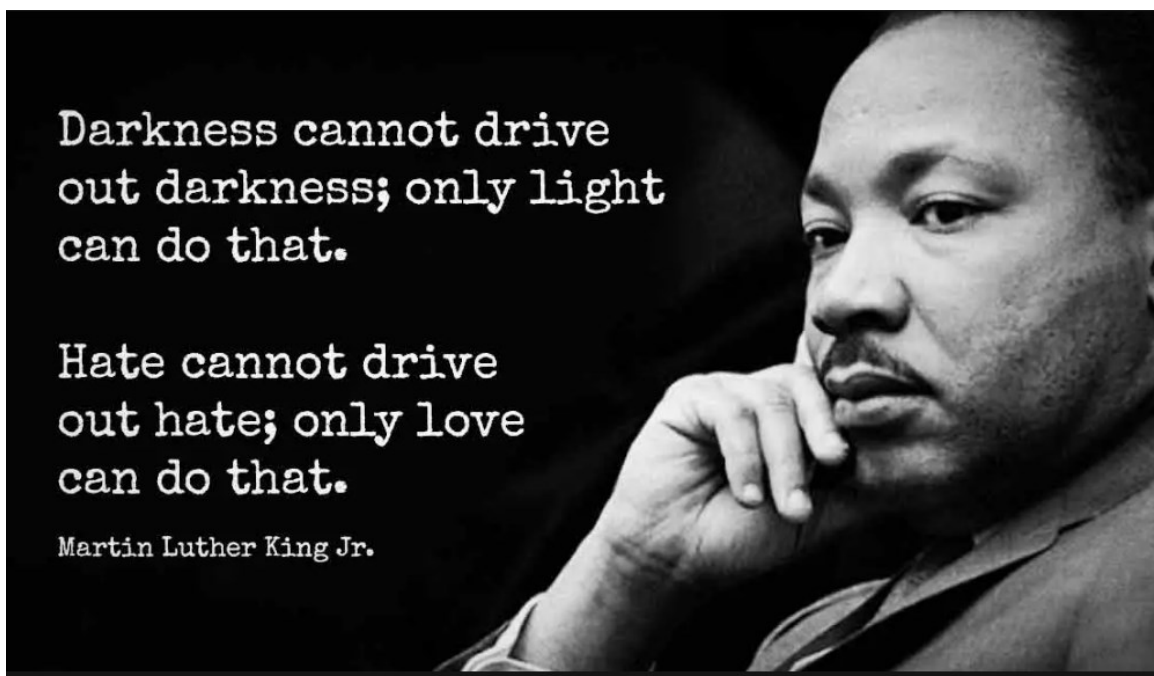 Darkness cannot drive
out darkness; only light
can do that.
Hate cannot drive
out hate; only love
can do that.
Martin Luther King Jr.